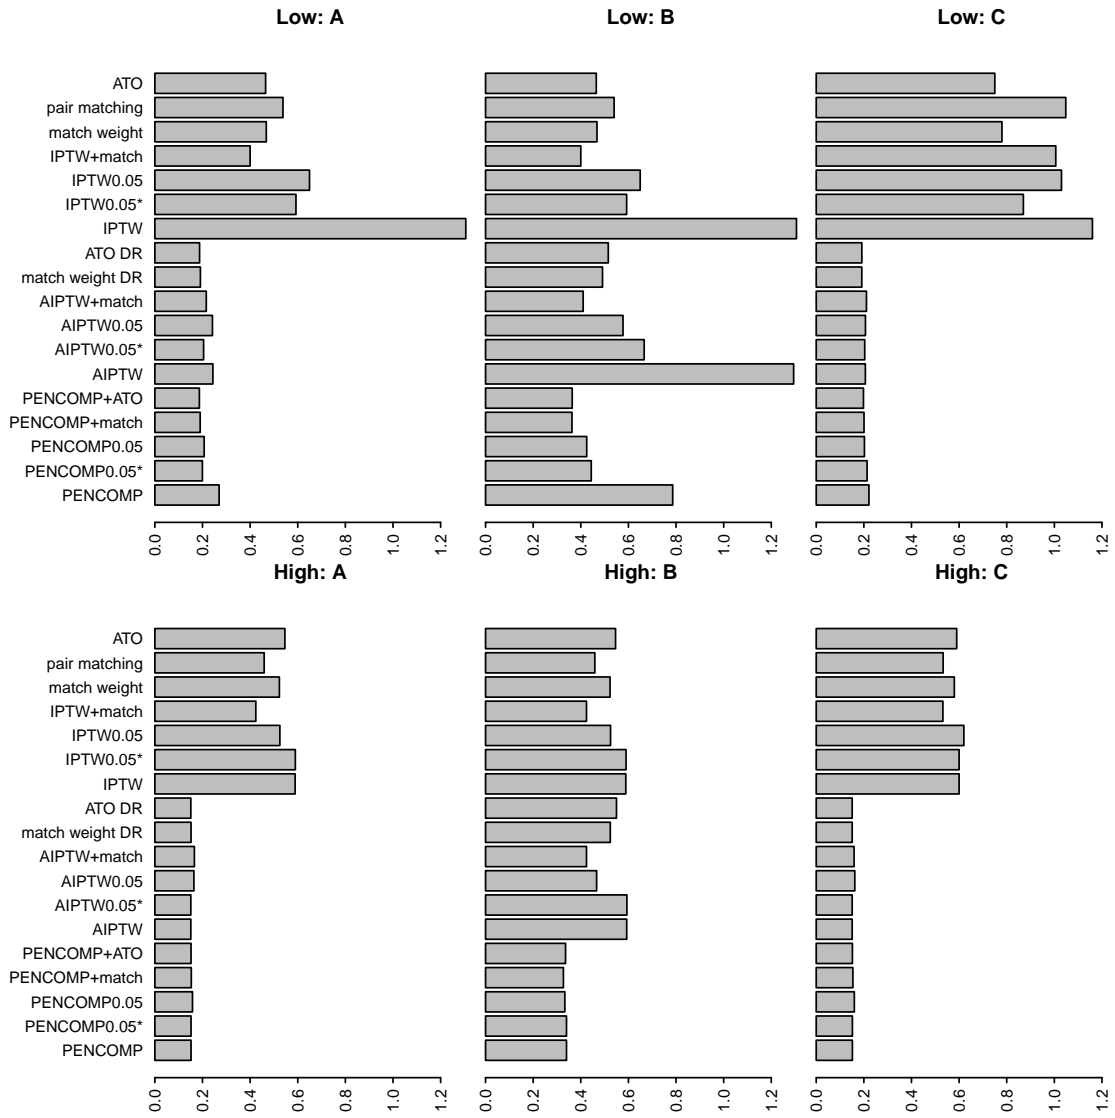 Low: A
Low: B
Low: C
ATO
pair matching
match weight
IPTW+match
IPTW0.05
IPTW0.05*
IPTW
ATO DR
match weight DR
AIPTW+match
AIPTW0.05
AIPTW0.05*
AIPTW
PENCOMP+ATO
PENCOMP+match
PENCOMP0.05
PENCOMP0.05*
PENCOMP
0.0 0.2 0.4 0.6 0.8 1.0 1.2
0.0 0.2 0.4 0.6 0.8 1.0 1.2
0.0 0.2 0.4 0.6 0.8 1.0 1.2
High: A
High: B
High: C
ATO
pair matching
match weight
IPTW+match
IPTW0.05
IPTW0.05*
IPTW
ATO DR
match weight DR
AIPTW+match
AIPTW0.05
AIPTW0.05*
AIPTW
PENCOMP+ATO
PENCOMP+match
PENCOMP0.05
PENCOMP0.05*
PENCOMP
0.0 0.2 0.4 0.6 0.8 1.0 1.2
0.0 0.2 0.4 0.6 0.8 1.0 1.2
0.0 0.2 0.4 0.6 0.8 1.0 1.2